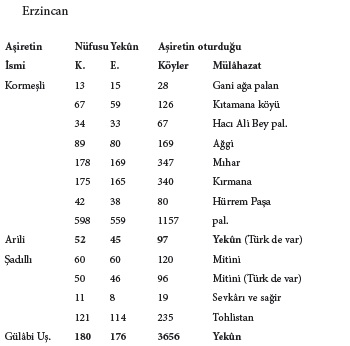 Erzincan
Aşiretin Nüfusu Yekûn Aşiretin oturduğu
İsmi K. E. Köyler Mülâhazat
Kormeşli 13 15 28 Gani ağa palan
67 59 126 Kıtamana köyü
34 33 67 Hacı Ali Bey pal.
89 80 169 Ağgi
178 169 347 Mıhar
175 165 340 Kırmana
42 38 80 Hürrem Paşa
598 559 1157 pal.
Arili 52 45 97 Yekûn (Türk de var)
Şadıllı 60 60 120 Mitini
50 46 96 Mitini (Türk de var)
11 8 19 Sevkârı ve sağir
121 114 235 Tohlistan
Gülâbi Uş. 180 176 3656 Yekûn